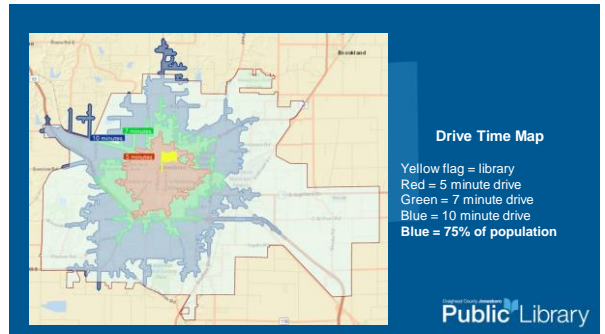 Brookland
7 minutes
10 minutes
5 minutes
Drive Time Map
Yellow flag = library
Red = 5 minute drive
Green = 7 minute drive
Blue = 10 minute drive
Blue = 75% of population
Craighead County Jonesboro
Public Library